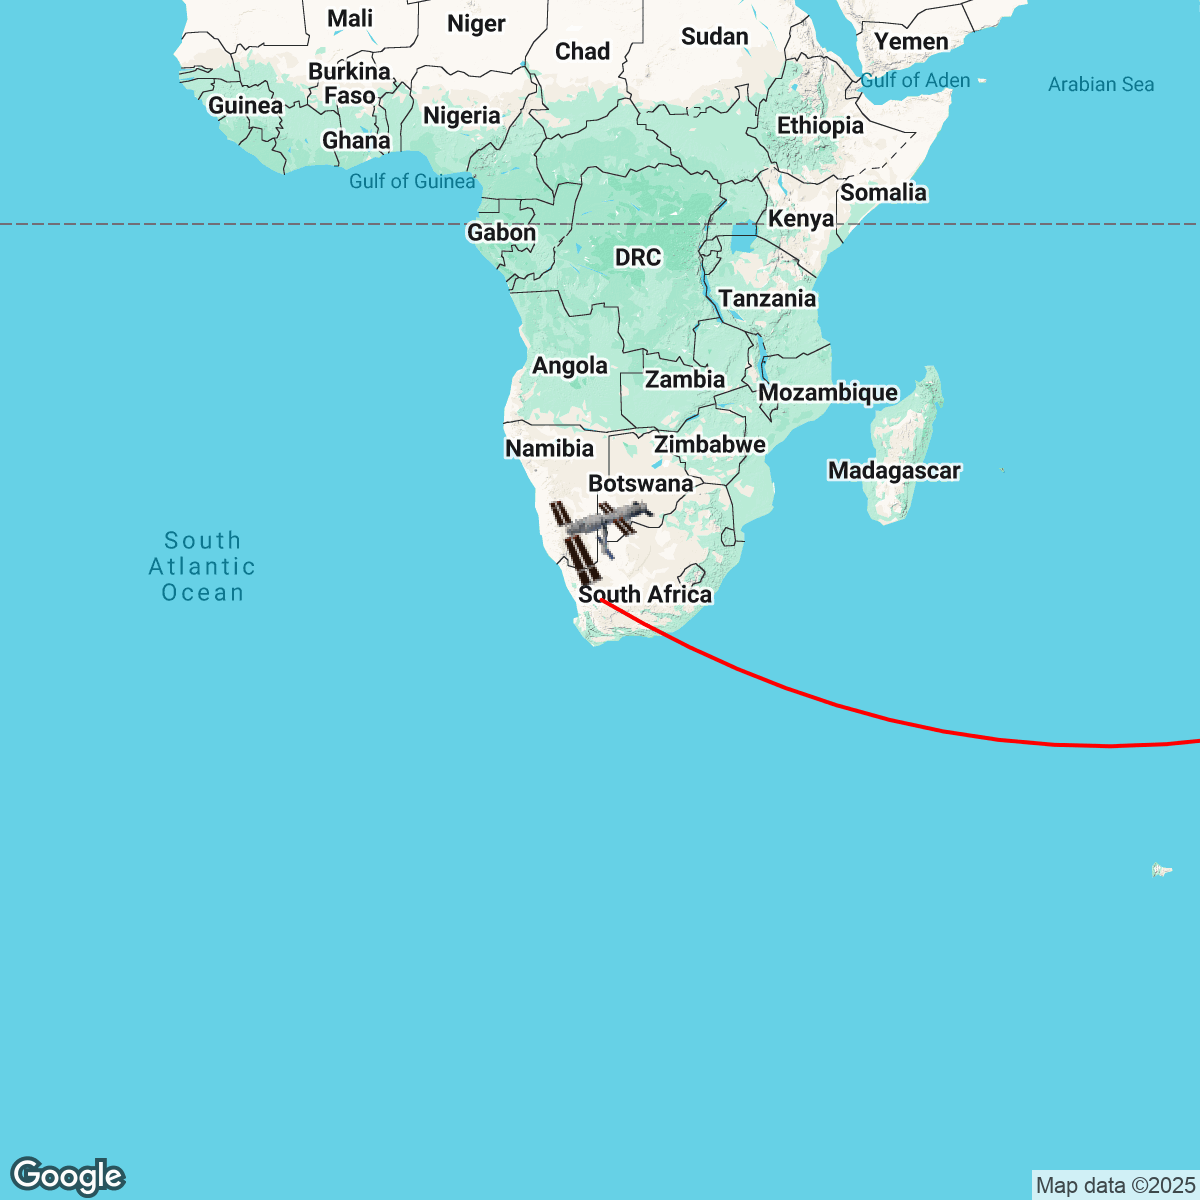 Mali
Niger
Chad
Sudan
Yemen
Gulf of Aden
Arabian Sea
Burkina
Faso
Guinea
Nigeria
Ghana
Ethiopia
Gulf of Guinea
Somalia
Kenya
Gabon
DRC
Tanzania
Angola
Zambia
Mozambique
Namibia
Zimbabwe
Madagascar
Botswana
South
Atlantic
Ocean
South Africa
Google
Map data ©2025